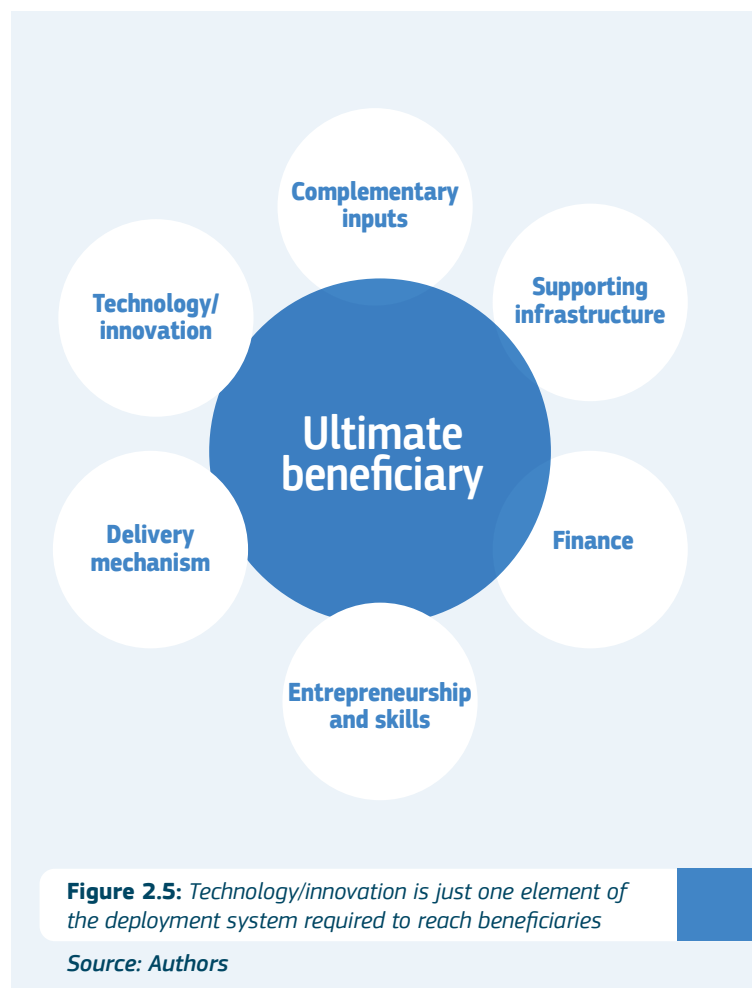 Complementary
inputs
Technology/
innovation
Supporting
infrastructure
Ultimate
beneficiary
Delivery
mechanism
Finance
Entrepreneurship
and skills
Figure 2.5: Technology/innovation is just one element of
the deployment system required to reach beneficiaries
Source: Authors